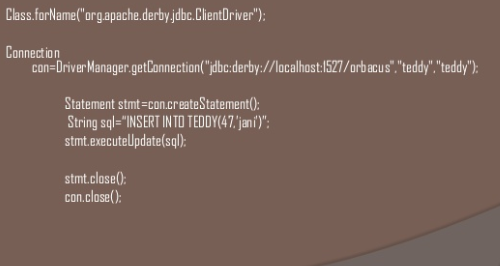 Class.forName("org.apache.derby.jdbc.ClientDriver");
Connection
con=DriverManager.getConnection("jdbc:derby://localhost:1527/orbacus","teddy","teddy");
Statement stmt=con.createStatement();
String sql="INSERT INTO TEDDY(47,'jani')";
stmt.executeUpdate(sql);
stmt.close();
con.close();